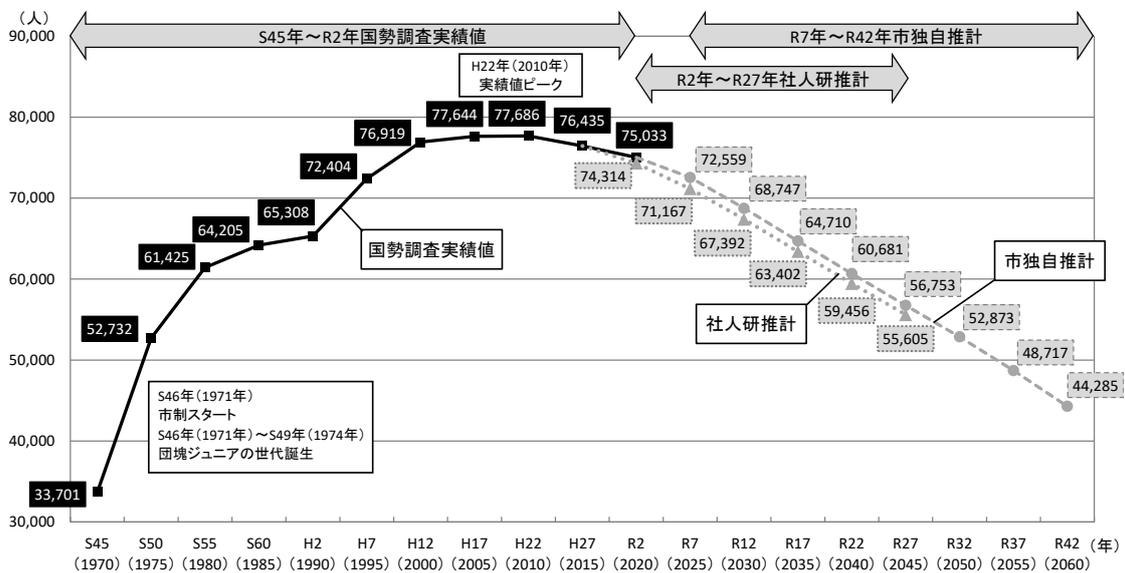 （人）
90,000
80,000
70,000
60,000
50,000
40,000
30,000
S45年～R2年国勢調査実績値
R7年～R42年市独自推計
R2年～R27年社人研推計
H22年（2010年）
実績値ピーク
33,701
52,732
61,425
64,205
65,308
72,404
76,919
77,644
77,686
76,435
75,033
72,559
68,747
64,710
60,681
56,753
52,873
48,717
44,285
74,314
71,167
67,392
63,402
59,456
55,605
国勢調査実績値
社人研推計
市独自推計
S46年（1971年）
市制スタート
S46年（1971年）～S49年（1974年）
団塊ジュニアの世代誕生
S45 S50 S55 S60 H2 H7 H12 H17 H22 H27 R2 R7 R12 R17 R22 R27 R32 R37 R42 （年）
（1970）（1975）（1980）（1985）（1990）（1995）（2000）（2005）（2010）（2015）（2020）（2025）（2030）（2035）（2040）（2045）（2050）（2055）（2060）